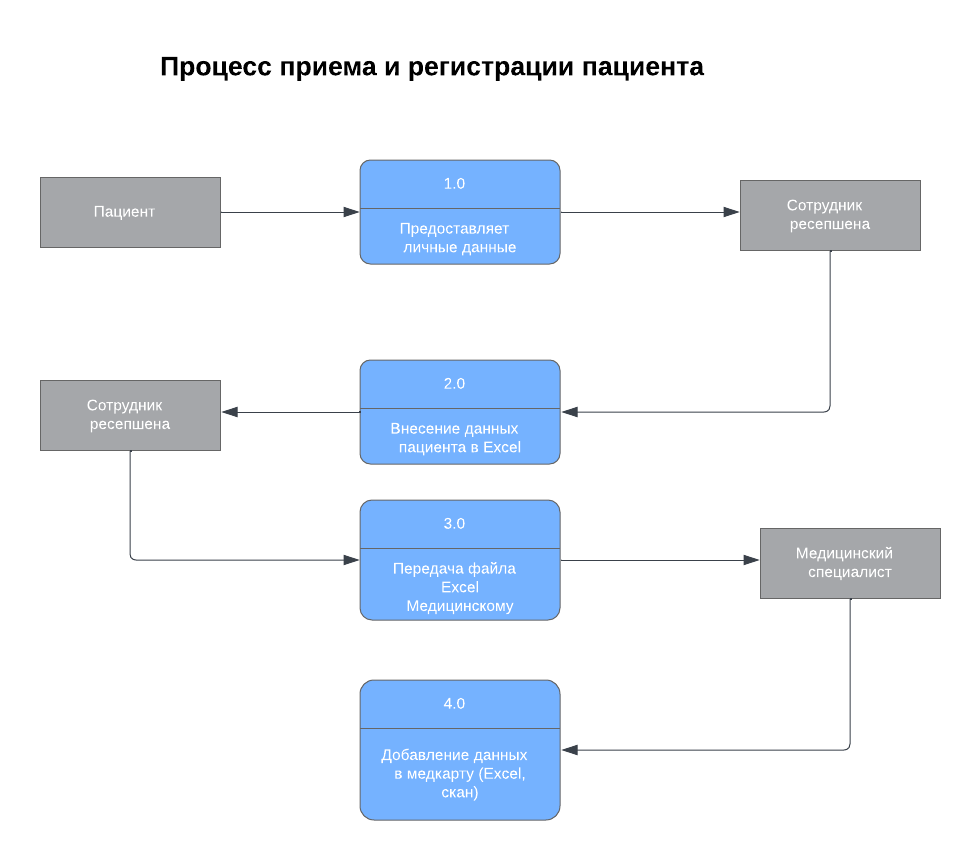 Процесс приема и регистрации пациента
Пациент
1.0
Предоставляет
личные данные
Сотрудник
ресепшена
Сотрудник
ресепшена
2.0
Внесение данных
пациента в Excel
3.0
Передача файла
Excel
Медицинскому
Медицинский
специалист
4.0
Добавление данных
в медкарту (Excel,
скан)